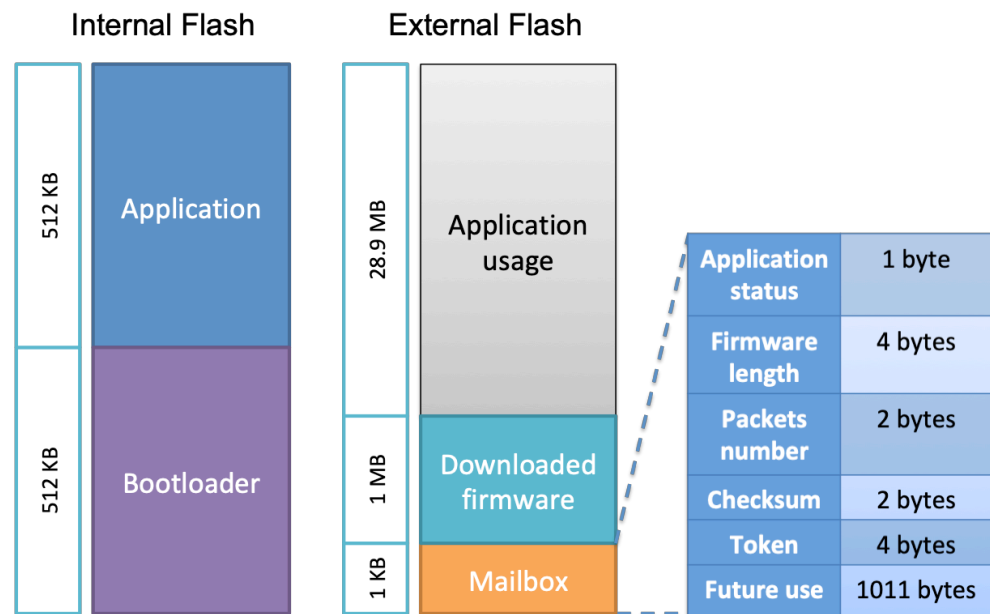 Internal Flash
External Flash
512 KB
Application
512 KB
Bootloader
28.9 MB
Application
usage
1 MB
Downloaded
firmware
1 KB
Mailbox
Application
status
1 byte
Firmware
length
4 bytes
Packets
number
2 bytes
Checksum
2 bytes
Token
4 bytes
Future use
1011 bytes